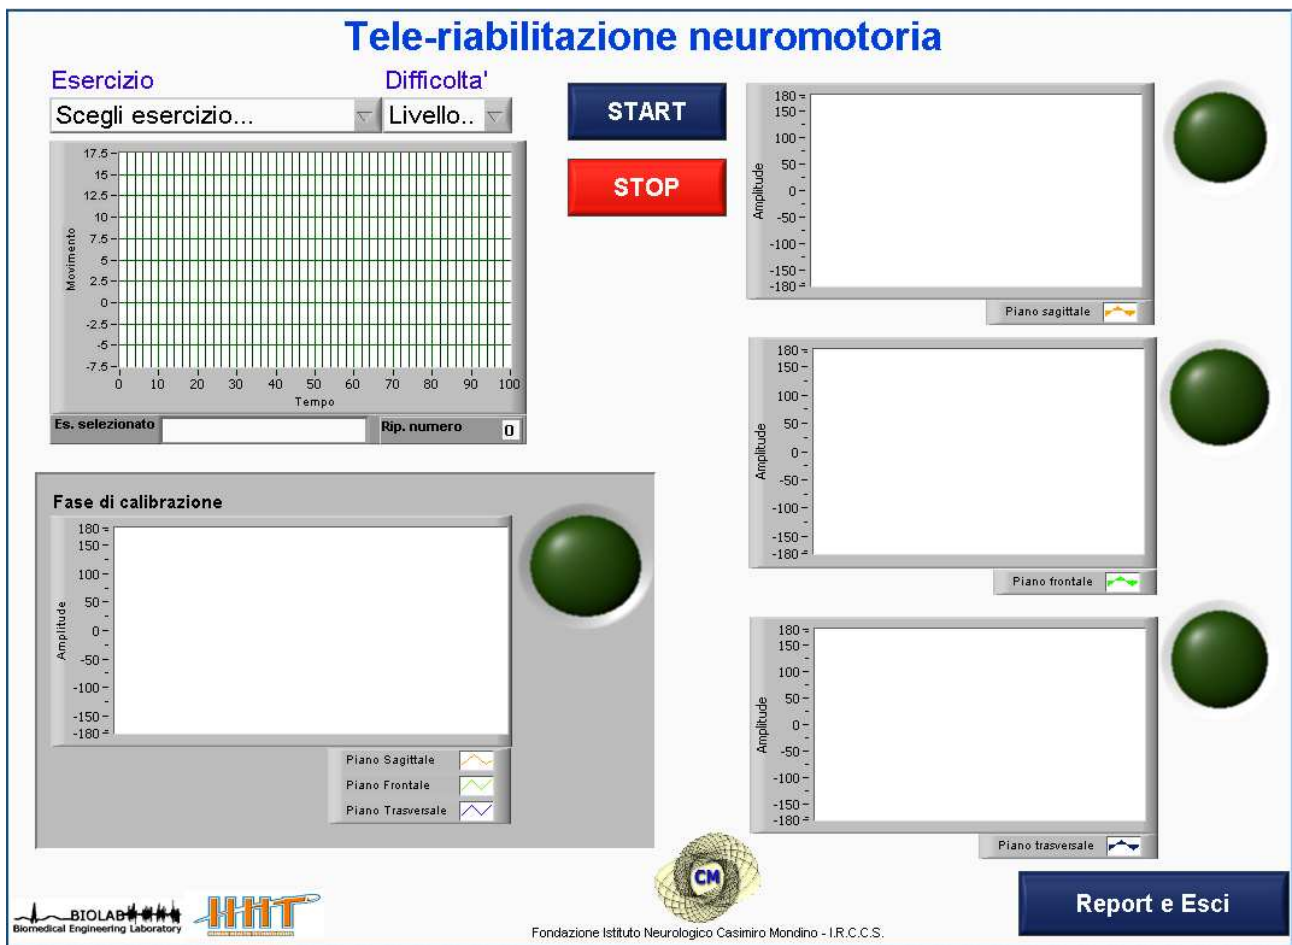 Tele-riabilitazione neuromotoria
Esercizio
Difficolta'
Scegli esercizio...
Livello..
START
STOP
Movimento
17.5
15
12.5
10
7.5
5
2.5
0
-2.5
-5
-7.5
0 10 20 30 40 50 60 70 80 90 100
Tempo
Es. selezionato
Rip. numero 0
Fase di calibrazione
Amplitude
180
150
100
50
0
-50
-100
-150
-180
Piano Sagittale
Piano Frontale
Piano Trasversale
Amplitude
180
150
100
50
0
-50
-100
-150
-180
Piano sagittale
Amplitude
180
150
100
50
0
-50
-100
-150
-180
Piano frontale
Amplitude
180
150
100
50
0
-50
-100
-150
-180
Piano trasversale
BIOLAB
Biomedical Engineering Laboratory
HHT
CM
Fondazione Istituto Neurologico Casimiro Mondino - I.R.C.C.S.
Report e Esci